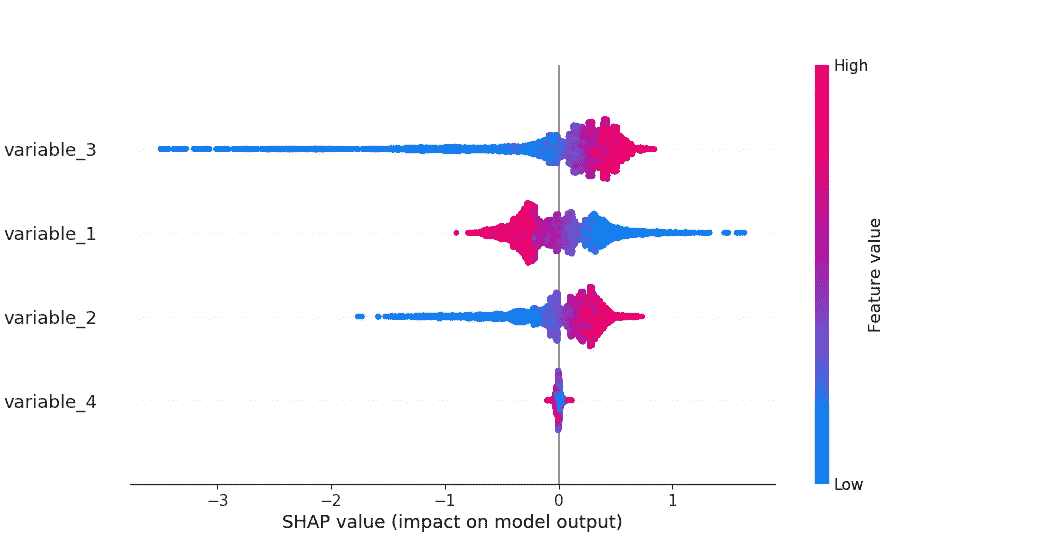 High
variable_3
variable_1
variable_2
variable_4
Feature value
Low
−3 −2 −1 0 1
SHAP value (impact on model output)